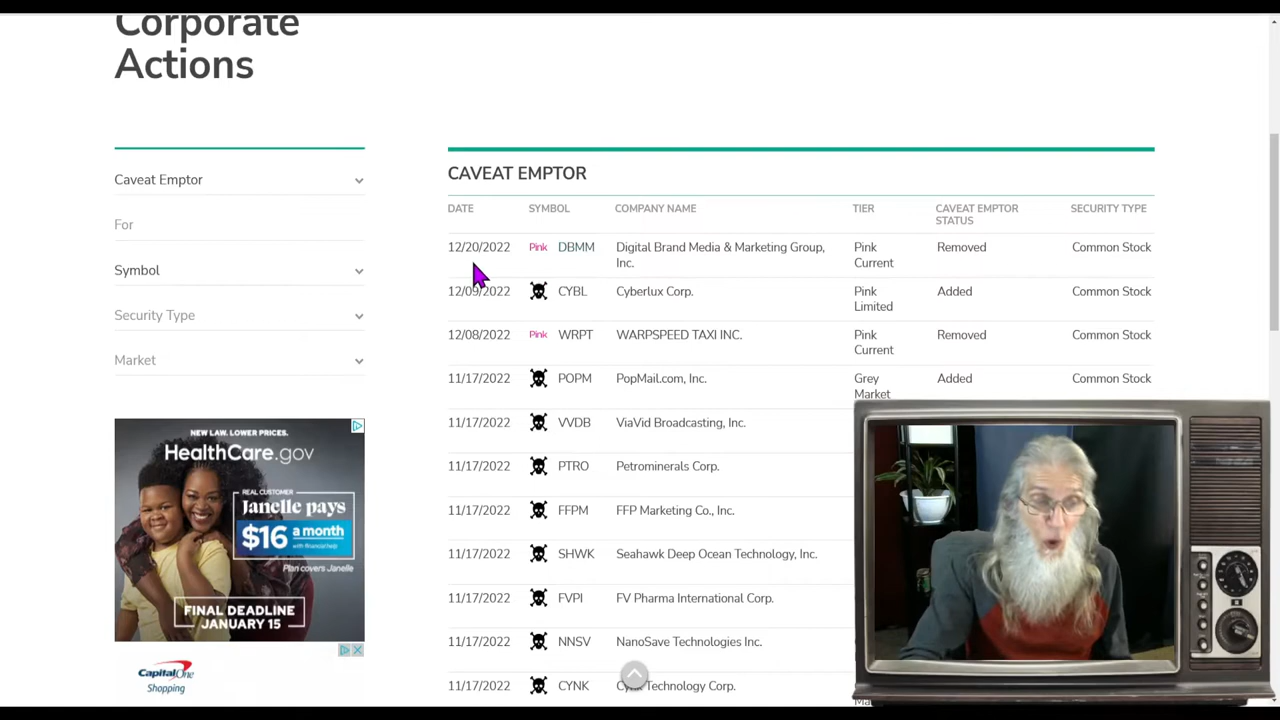 Corporate
Actions
Caveat Emptor
For
Symbol
Security Type
Market
NEW LAW. LOWER PRICES.
HealthCare.gov
REAL CUSTOMER
Janelle pays
$16 a month
with financial help
Plan covers Janelle
FINAL DEADLINE
JANUARY 15
CapitalOne
Shopping
CAVEAT EMPTOR
DATE SYMBOL COMPANY NAME TIER CAVEAT EMPTOR STATUS SECURITY TYPE
12/20/2022 Pink DBMM Digital Brand Media & Marketing Group, Inc. Pink Current Removed Common Stock
12/09/2022 CYBL Cyberlux Corp. Pink Limited Added Common Stock
12/08/2022 Pink WRPT WARPSPEED TAXI INC. Pink Current Removed Common Stock
11/17/2022 POPM PopMail.com, Inc. Grey Market Added Common Stock
11/17/2022 VVDB ViaVid Broadcasting, Inc.
11/17/2022 PTRO Petrominerals Corp.
11/17/2022 FFPM FFP Marketing Co., Inc.
11/17/2022 SHWK Seahawk Deep Ocean Technology, Inc.
11/17/2022 FVPI FV Pharma International Corp.
11/17/2022 NNSV NanoSave Technologies Inc.
11/17/2022 CYNK Cynk Technology Corp.